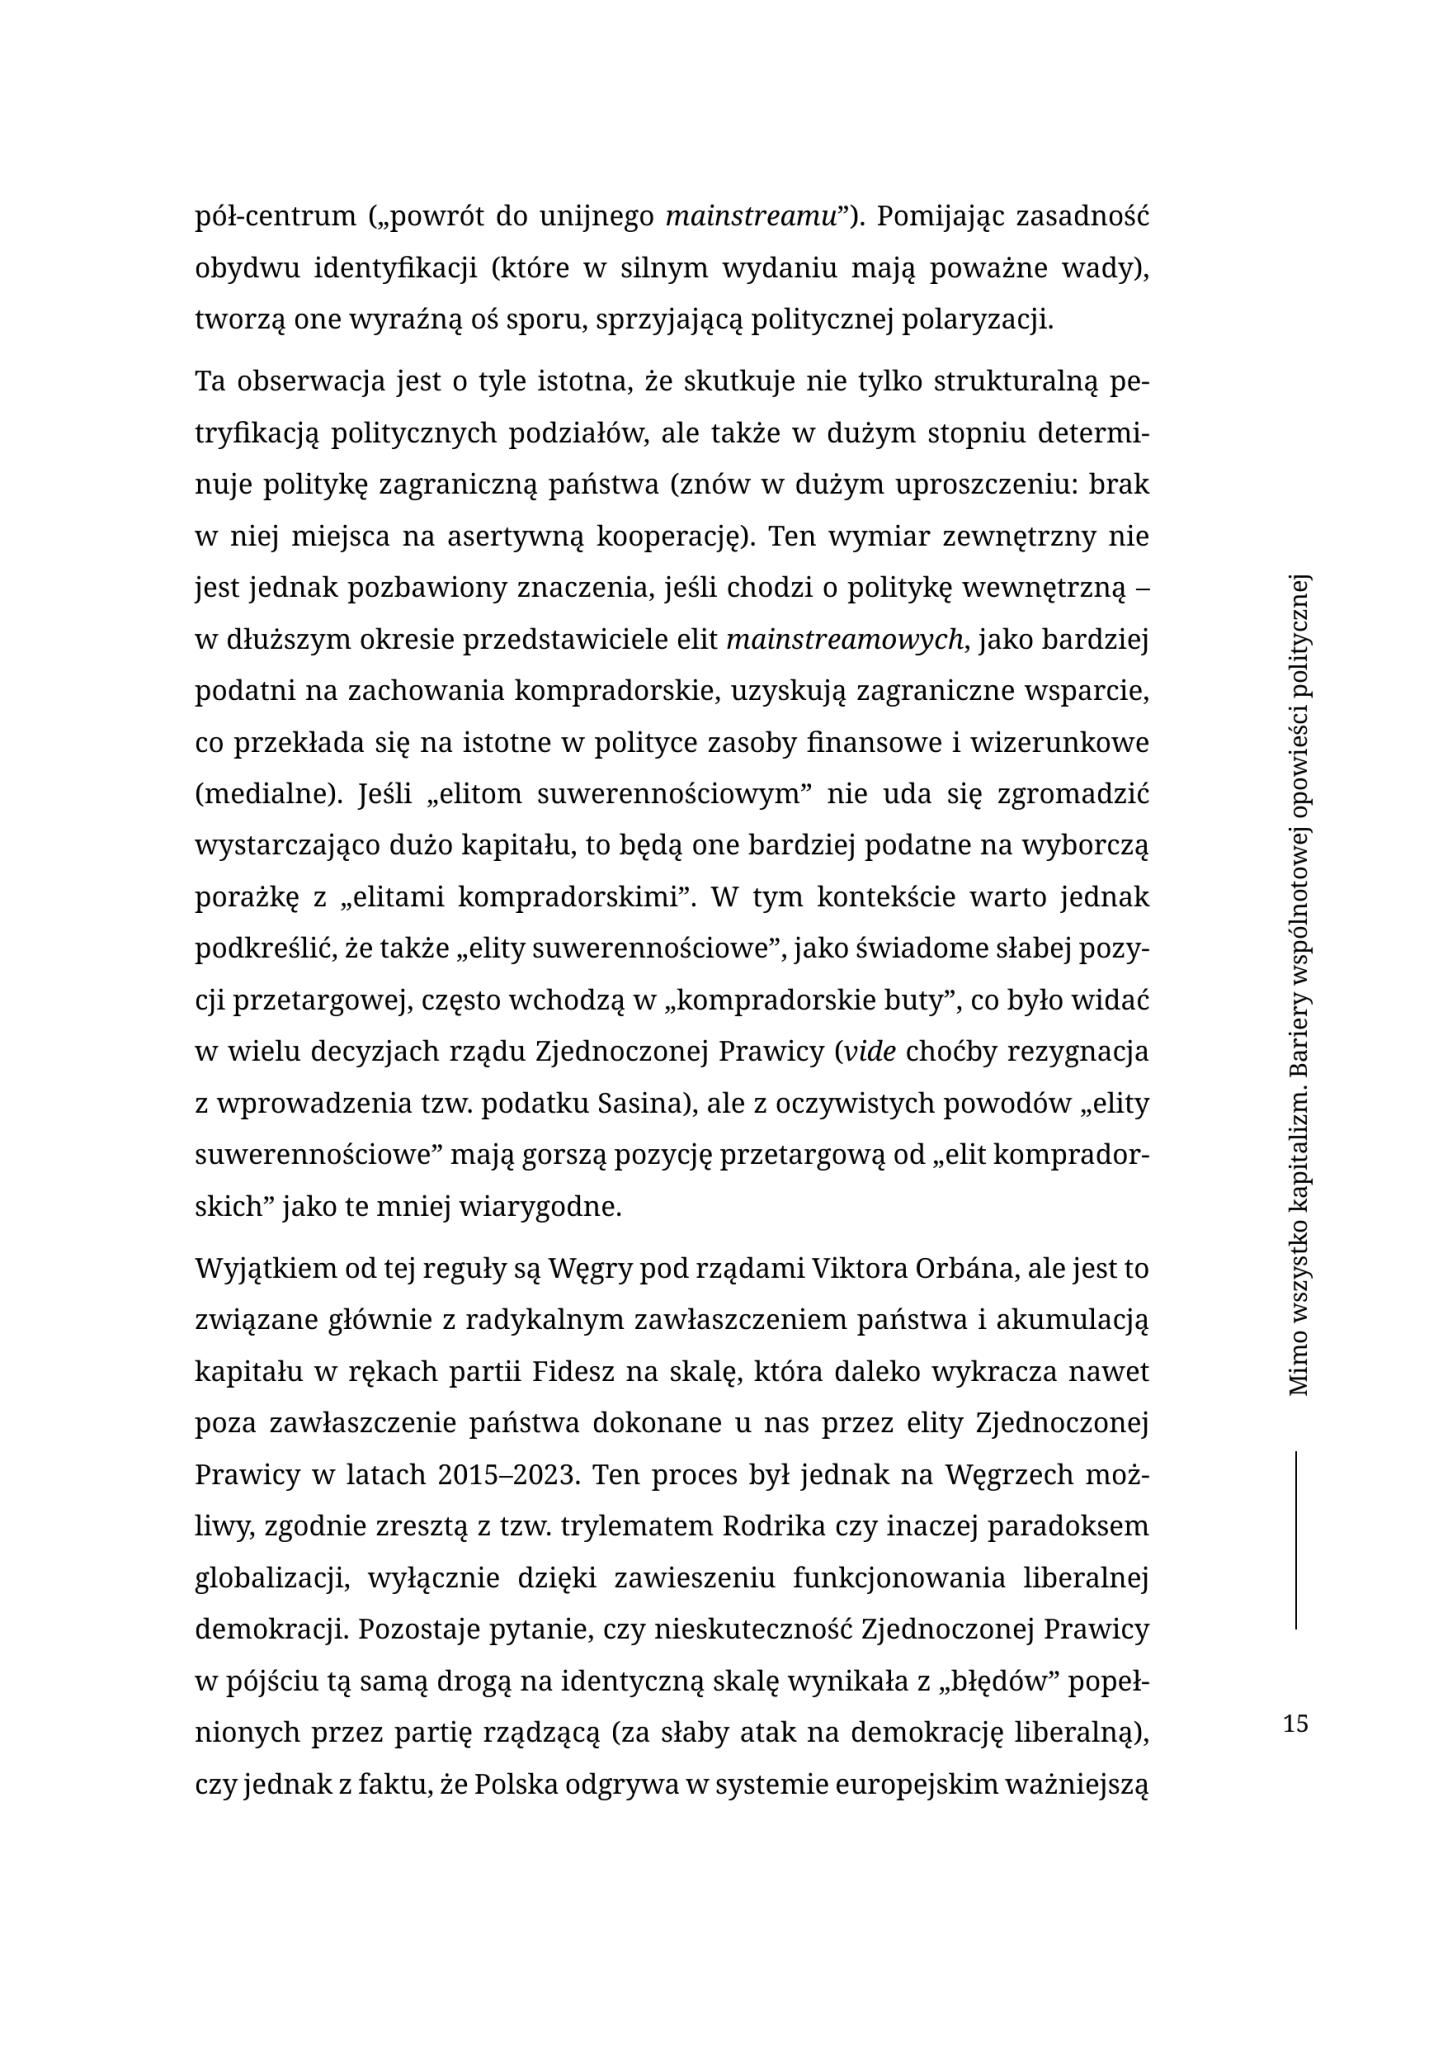 pół-centrum („powrót do unijnego mainstreamu”). Pomijając zasadność
obydwu identyfikacji (które w silnym wydaniu mają poważne wady),
tworzą one wyraźną oś sporu, sprzyjającą politycznej polaryzacji.
Ta obserwacja jest o tyle istotna, że skutkuje nie tylko strukturalną pe-
tryfikacją politycznych podziałów, ale także w dużym stopniu determi-
nuje politykę zagraniczną państwa (znów w dużym uproszczeniu: brak
w niej miejsca na asertywną kooperację). Ten wymiar zewnętrzny nie
jest jednak pozbawiony znaczenia, jeśli chodzi o politykę wewnętrzną –
w dłuższym okresie przedstawiciele elit mainstreamowych, jako bardziej
podatni na zachowania kompradorskie, uzyskują zagraniczne wsparcie,
co przekłada się na istotne w polityce zasoby finansowe i wizerunkowe
(medialne). Jeśli „elitom suwerennościowym” nie uda się zgromadzić
wystarczająco dużo kapitału, to będą one bardziej podatne na wyborczą
porażkę z „elitami kompradorskimi”. W tym kontekście warto jednak
podkreślić, że także „elity suwerennościowe”, jako świadome słabej pozy-
cji przetargowej, często wchodzą w „kompradorskie buty”, co było widać
w wielu decyzjach rządu Zjednoczonej Prawicy (vide choćby rezygnacja
z wprowadzenia tzw. podatku Sasina), ale z oczywistych powodów „elity
suwerennościowe” mają gorszą pozycję przetargową od „elit komprador-
skich” jako te mniej wiarygodne.
Wyjątkiem od tej reguły są Węgry pod rządami Viktora Orbána, ale jest to
związane głównie z radykalnym zawłaszczeniem państwa i akumulacją
kapitału w rękach partii Fidesz na skalę, która daleko wykracza nawet
poza zawłaszczenie państwa dokonane u nas przez elity Zjednoczonej
Prawicy w latach 2015–2023. Ten proces był jednak na Węgrzech moż-
liwy, zgodnie zresztą z tzw. trylematem Rodrika czy inaczej paradoksem
globalizacji, wyłącznie dzięki zawieszeniu funkcjonowania liberalnej
demokracji. Pozostaje pytanie, czy nieskuteczność Zjednoczonej Prawicy
w pójściu tą samą drogą na identyczną skalę wynikała z „błędów” popeł-
nionych przez partię rządzącą (za słaby atak na demokrację liberalną),
czy jednak z faktu, że Polska odgrywa w systemie europejskim ważniejszą
Mimo wszystko kapitalizm. Bariery wspólnotowej opowieści politycznej
15